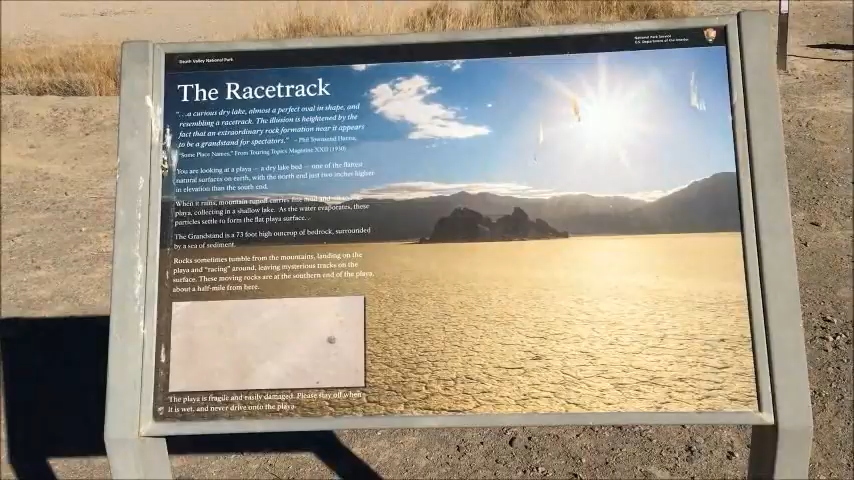 Death Valley National Park
National Park Service
U.S. Department of the Interior
The Racetrack
"...a curious dry lake, almost a perfect oval in shape, and
resembling a racetrack. The illusion is heightened by the
fact that an extraordinary rock formation near it appears
to be a grandstand for spectators." – Phil Townsend Hanna,
"Some Place Names," From Touring Topics Magazine XXII (1930)
You are looking at a playa — a dry lake bed — one of the flattest
natural surfaces on earth, with the north end just two inches higher
in elevation than the south end.
When it rains, mountain runoff carries fine mud and
playa, collecting in a shallow lake. As the water evaporates, these
particles settle to form the flat playa surface...
The Grandstand is a 73 foot high outcrop of bedrock, surrounded
by a sea of sediment.
Rocks sometimes tumble from the mountains, landing on the
playa and "racing" around, leaving mysterious tracks on the
surface. These moving rocks are at the southern end of the playa,
about a half-mile from here.
The playa is fragile and easily damaged. Please stay off when
it is wet, and never drive onto the playa.